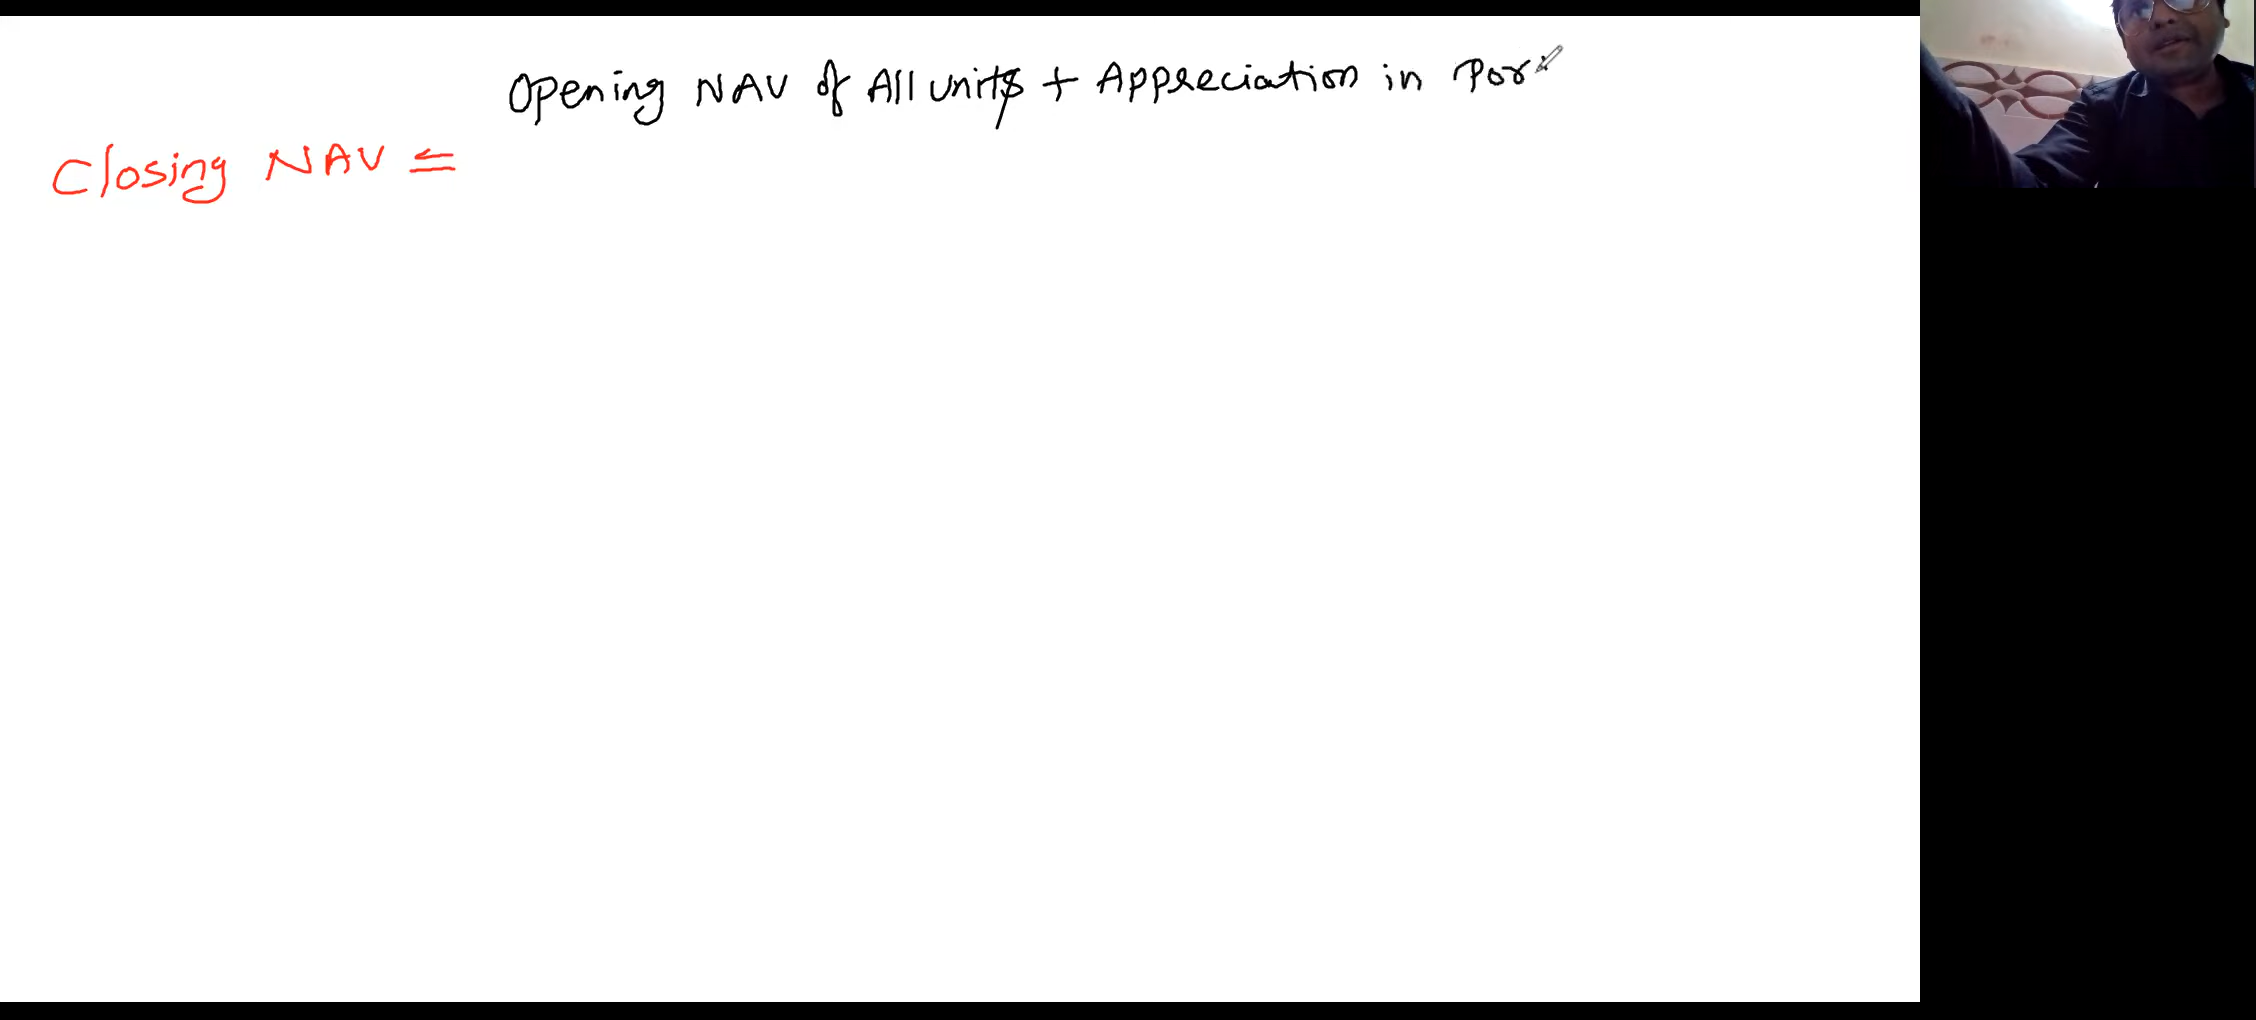 Opening NAV of All units + Appreciation in Por
Closing NAV =